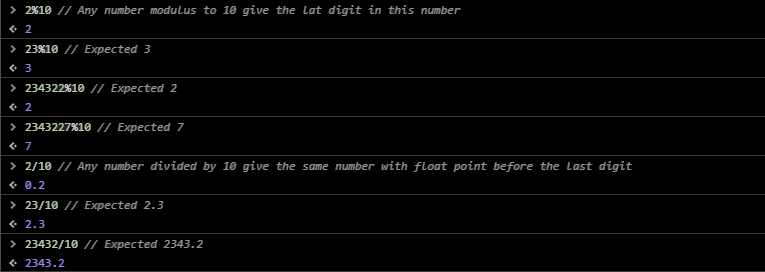 > 2%10 // Any number modulus to 10 give the lat digit in this number
< 2
> 23%10 // Expected 3
< 3
> 234322%10 // Expected 2
< 2
> 2343227%10 // Expected 7
< 7
> 2/10 // Any number divided by 10 give the same number with float point before the last digit
< 0.2
> 23/10 // Expected 2.3
< 2.3
> 23432/10 // Expected 2343.2
< 2343.2